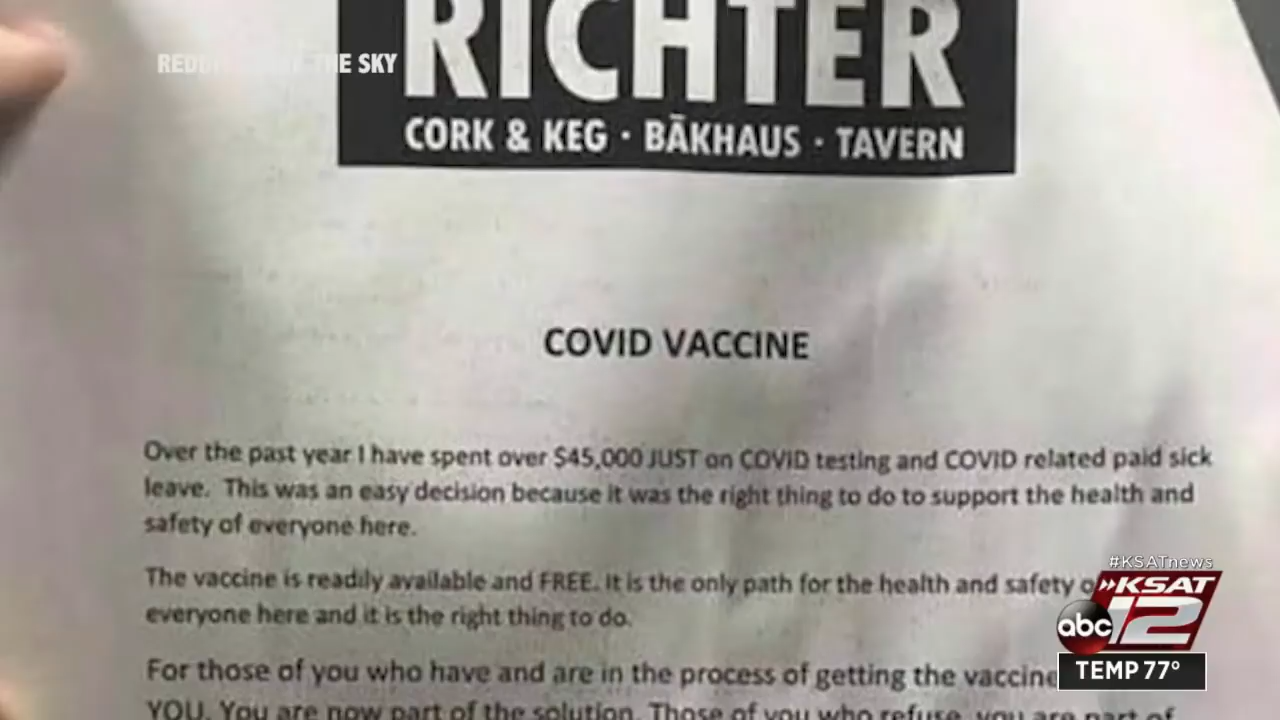 RICHTER
CORK & KEG · BĀKHAUS · TAVERN
THE SKY
COVID VACCINE
Over the past year I have spent over $45,000 JUST on COVID testing and COVID related paid sick
leave. This was an easy decision because it was the right thing to do to support the health and
safety of everyone here.
The vaccine is readily available and FREE. It is the only path for the health and safety
everyone here and it is the right thing to do.
For those of you who have and are in the process of getting the vaccine
YOU. You are now part of the solution. Those of you who refuse, you are part of
#KSATnews
KSAT
abc 12
TEMP 77°